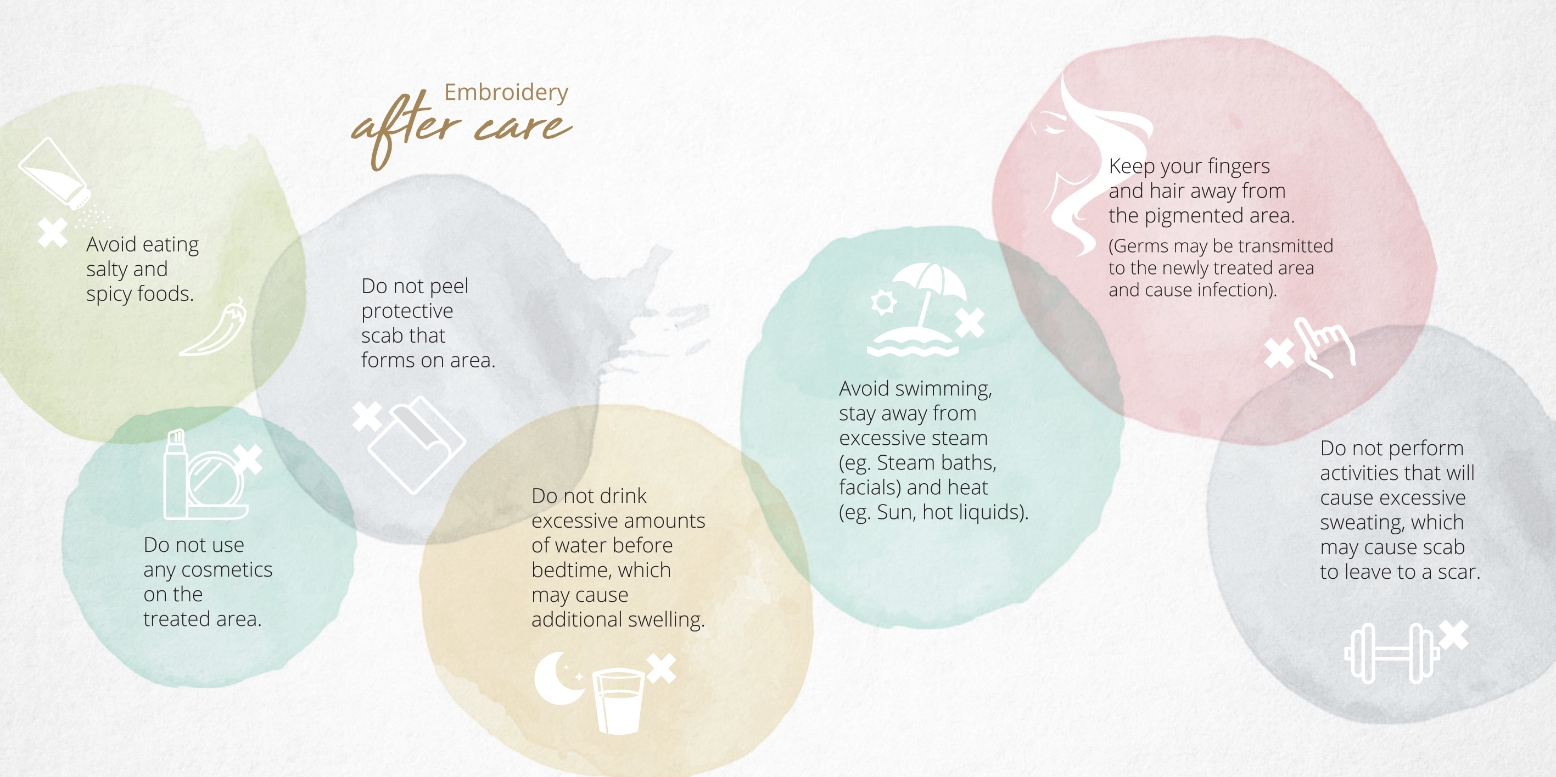 Embroidery
after care
Avoid eating
salty and
spicy foods.
Do not peel
protective
scab that
forms on area.
Do not use
any cosmetics
on the
treated area.
Do not drink
excessive amounts
of water before
bedtime, which
may cause
additional swelling.
Avoid swimming,
stay away from
excessive steam
(eg. Steam baths,
facials) and heat
(eg. Sun, hot liquids).
Keep your fingers
and hair away from
the pigmented area.
(Germs may be transmitted
to the newly treated area
and cause infection).
Do not perform
activities that will
cause excessive
sweating, which
may cause scab
to leave to a scar.